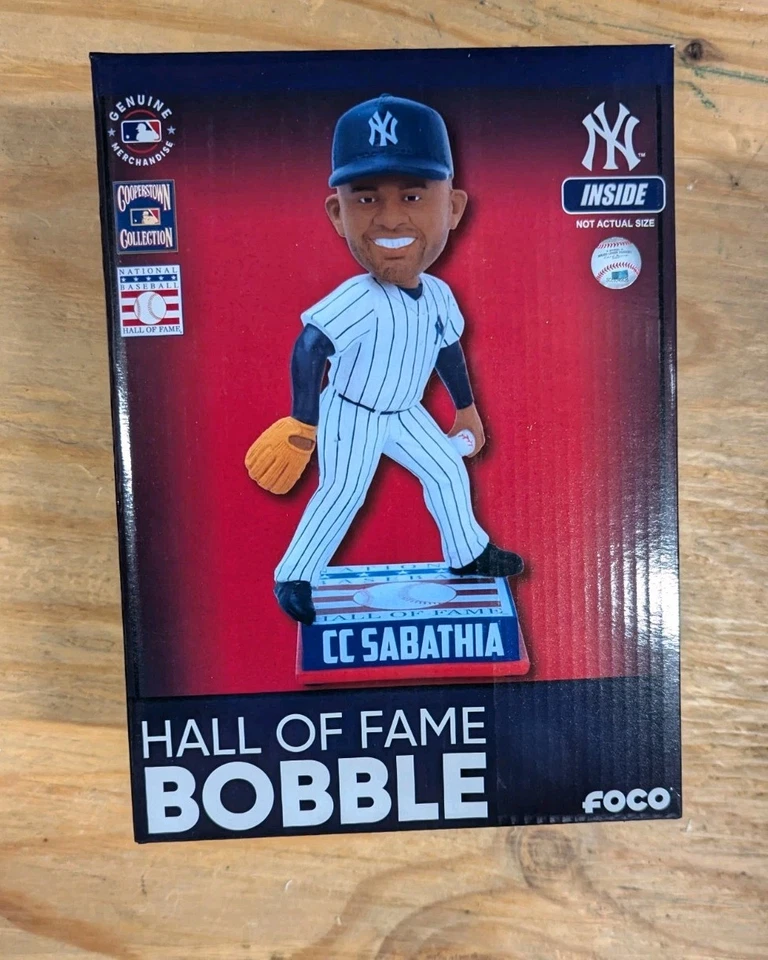 GENUINE
MERCHANDISE
COOPERSTOWN
COLLECTION
NATIONAL
BASEBALL
HALL OF FAME
NY
NY
TM
INSIDE
NOT ACTUAL SIZE
HALL OF FAME
CC SABATHIA
HALL OF FAME
BOBBLE
FOCO